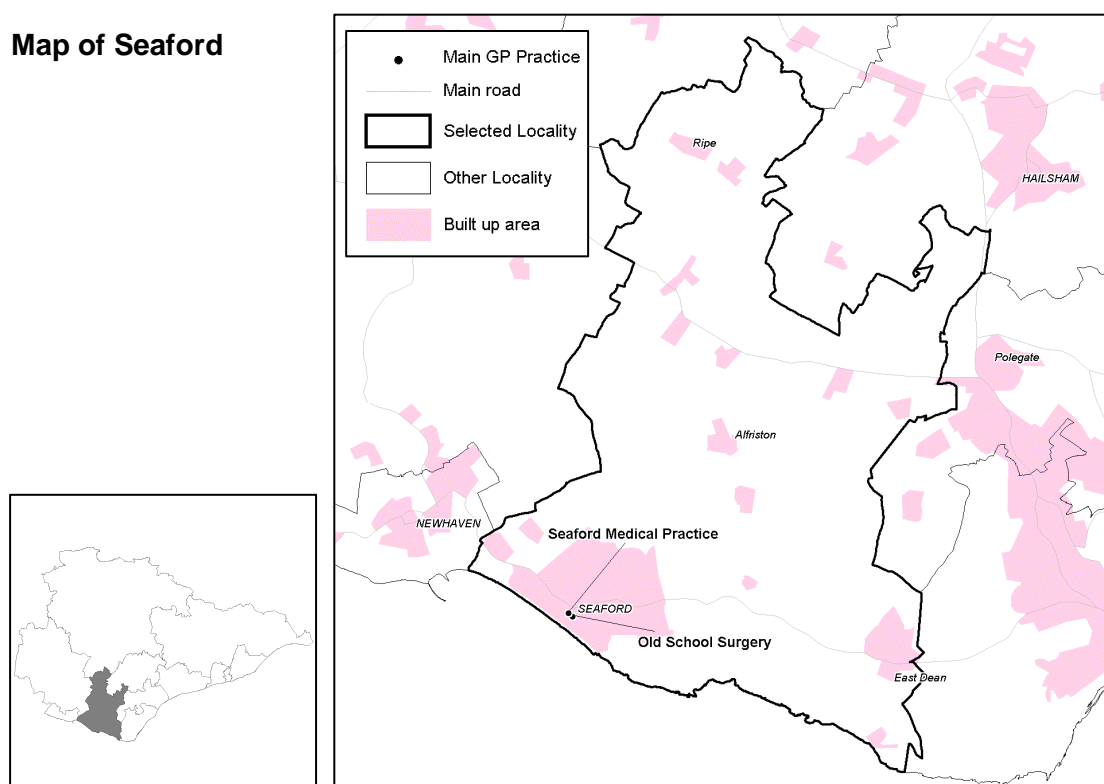 Map of Seaford
Main GP Practice
Main road
Selected Locality
Other Locality
Built up area
Ripe
HAILSHAM
Polegate
Alfriston
NEWHAVEN
Seaford Medical Practice
SEAFORD
Old School Surgery
East Dean